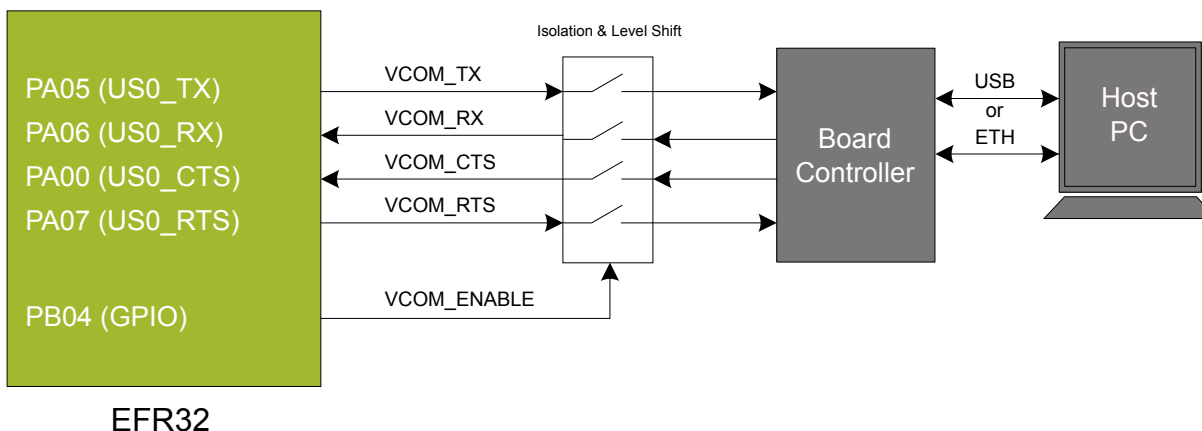 Isolation & Level Shift
PA05 (US0_TX)
PA06 (US0_RX)
PA00 (US0_CTS)
PA07 (US0_RTS)
PB04 (GPIO)
EFR32
VCOM_TX
VCOM_RX
VCOM_CTS
VCOM_RTS
VCOM_ENABLE
Board
Controller
USB
or
ETH
Host
PC